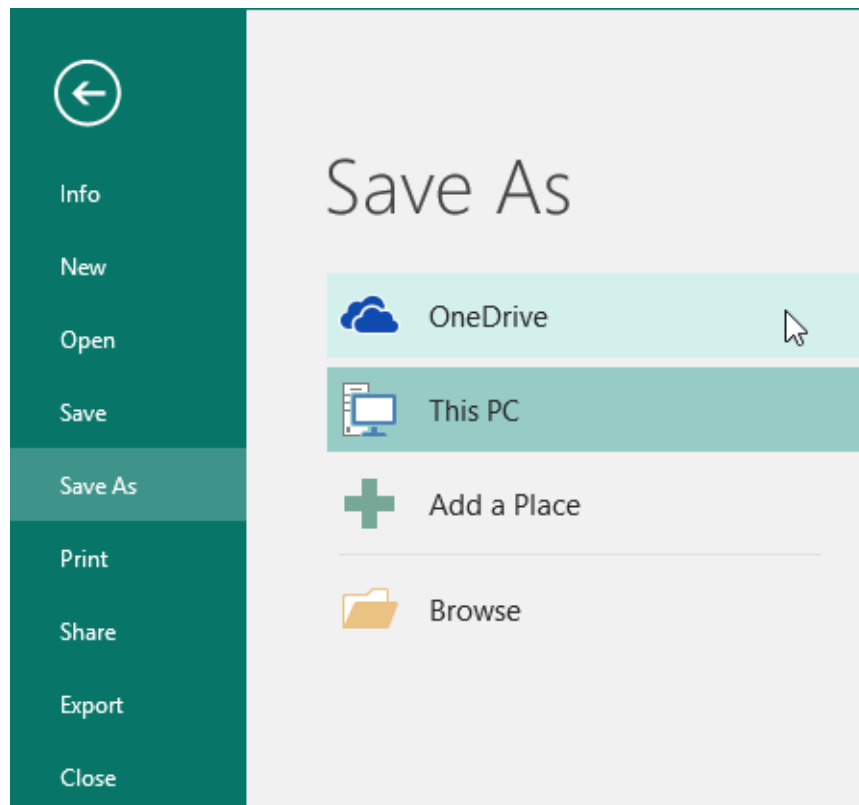 Info
New
Open
Save
Save As
Print
Share
Export
Close
Save As
OneDrive
This PC
Add a Place
Browse